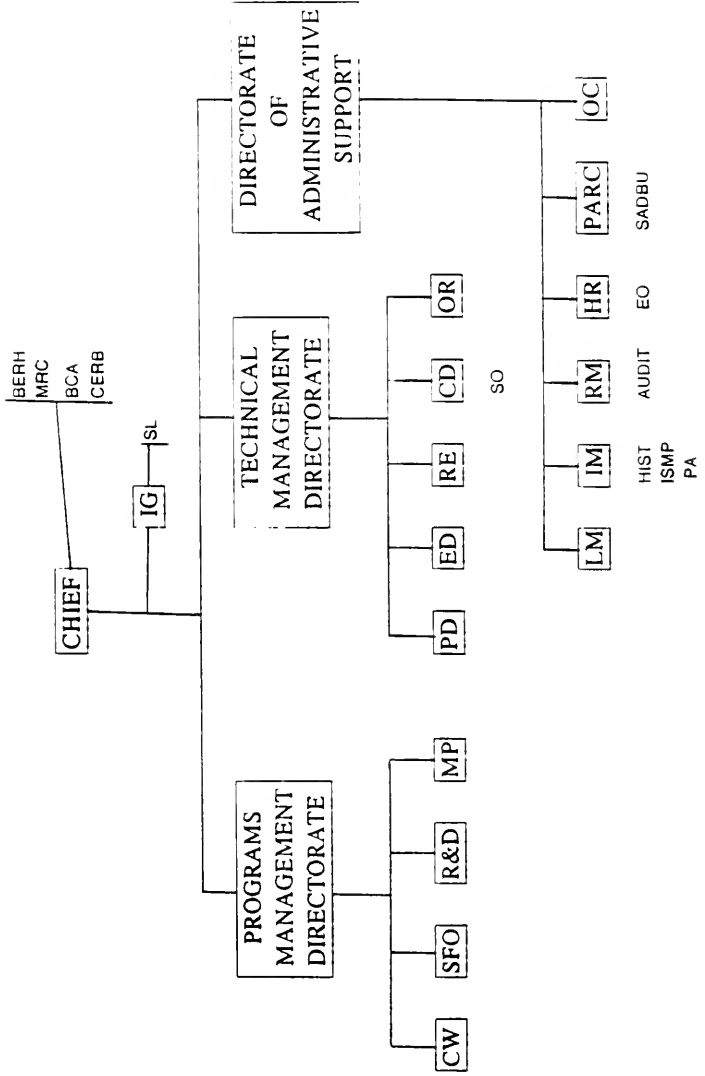 BERH
MRC
BCA
CERB
CHIEF
IG
SL
PROGRAMS
MANAGEMENT
DIRECTORATE
TECHNICAL
MANAGEMENT
DIRECTORATE
DIRECTORATE
OF
ADMINISTRATIVE
SUPPORT
CW
SFO
R&D
MP
PD
ED
RE
CD
OR
SO
LM
IM
RM
HR
PARC
OC
HIST
ISMP
PA
AUDIT
EO
SADBU